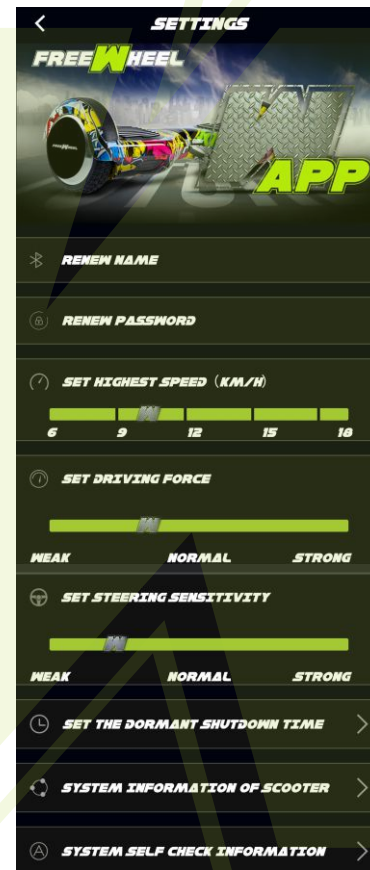 SETTINGS
FREEWHEEL
APP
RENEW NAME
RENEW PASSWORD
SET HIGHEST SPEED (KM/H)
6 9 12 15 18
SET DRIVING FORCE
WEAK NORMAL STRONG
SET STEERING SENSITIVITY
WEAK NORMAL STRONG
SET THE DORMANT SHUTDOWN TIME
SYSTEM INFORMATION OF SCOOTER
SYSTEM SELF CHECK INFORMATION